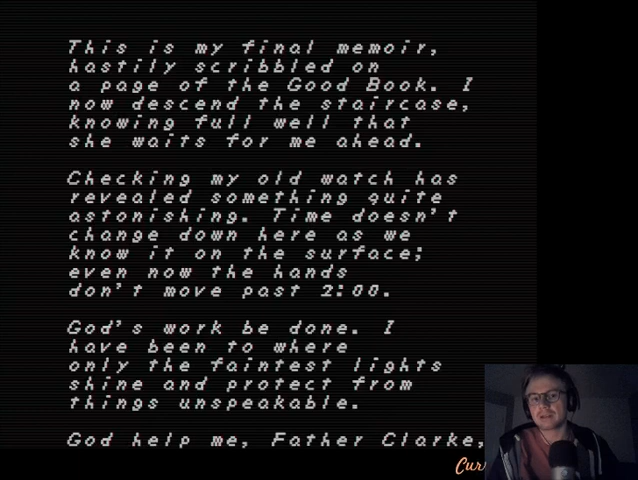 This is my final memoir,
hastily scribbled on
a page of the Good Book. I
now descend the staircase,
knowing full well that
she waits for me ahead.
Checking my old watch has
revealed something quite
astonishing. Time doesn't
change down here as we
know it on the surface;
even now the hands
don't move past 2:00.
God's work be done. I
have been to where
only the faintest lights
shine and protect from
things unspeakable.
God help me, Father Clarke,